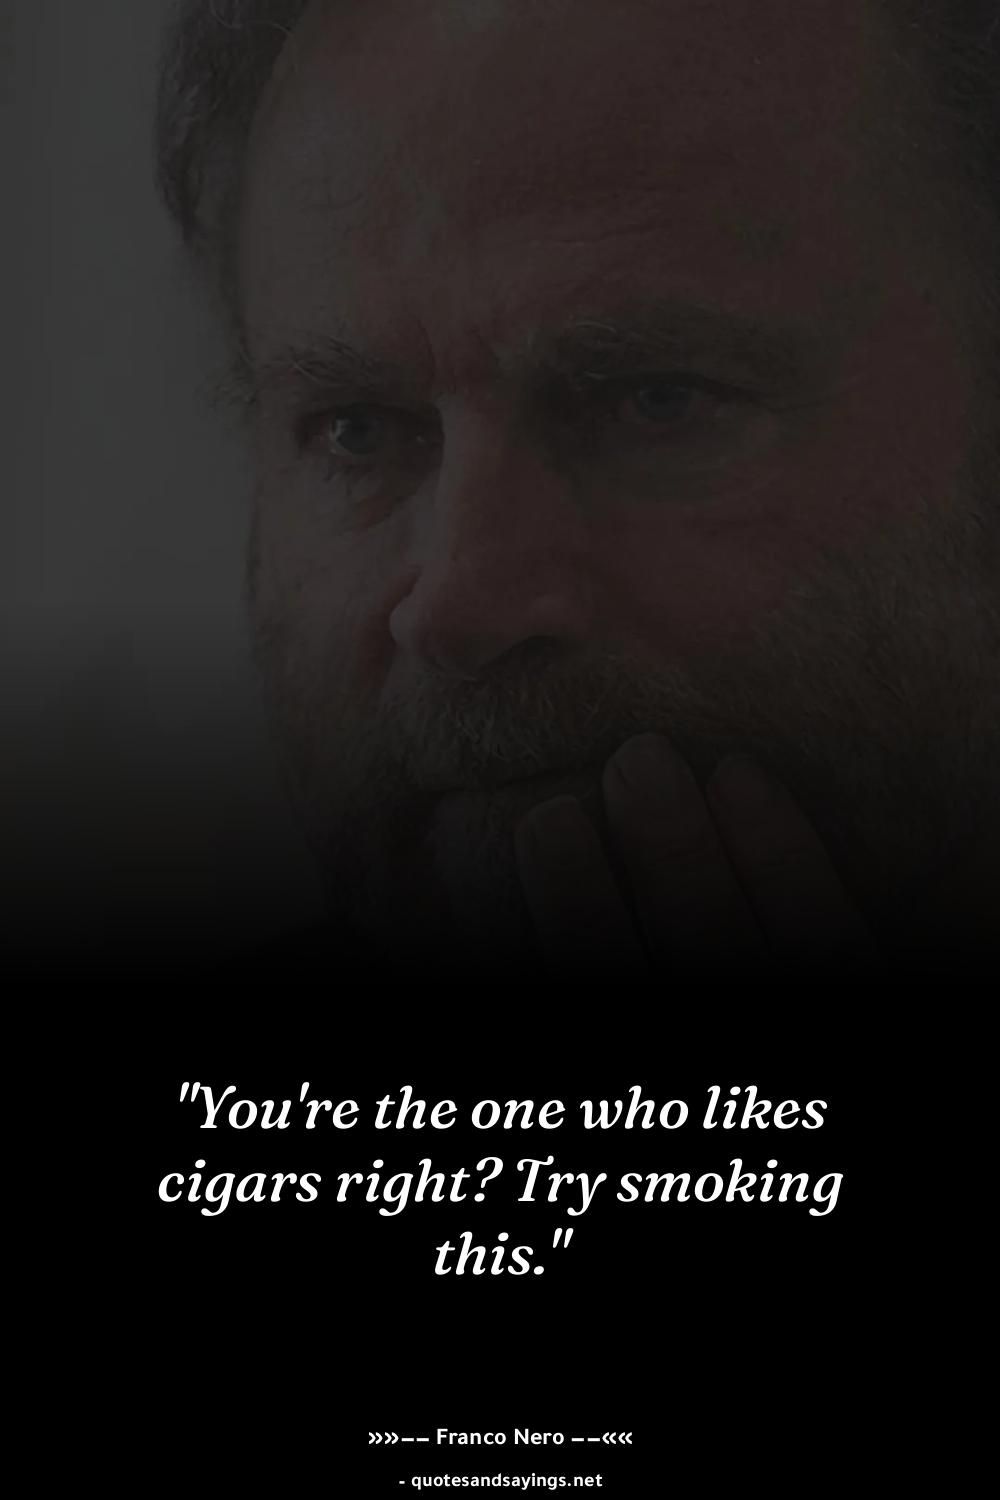 "You're the one who likes
cigars right? Try smoking
this."
»»–– Franco Nero ––««
- quotesandsayings.net